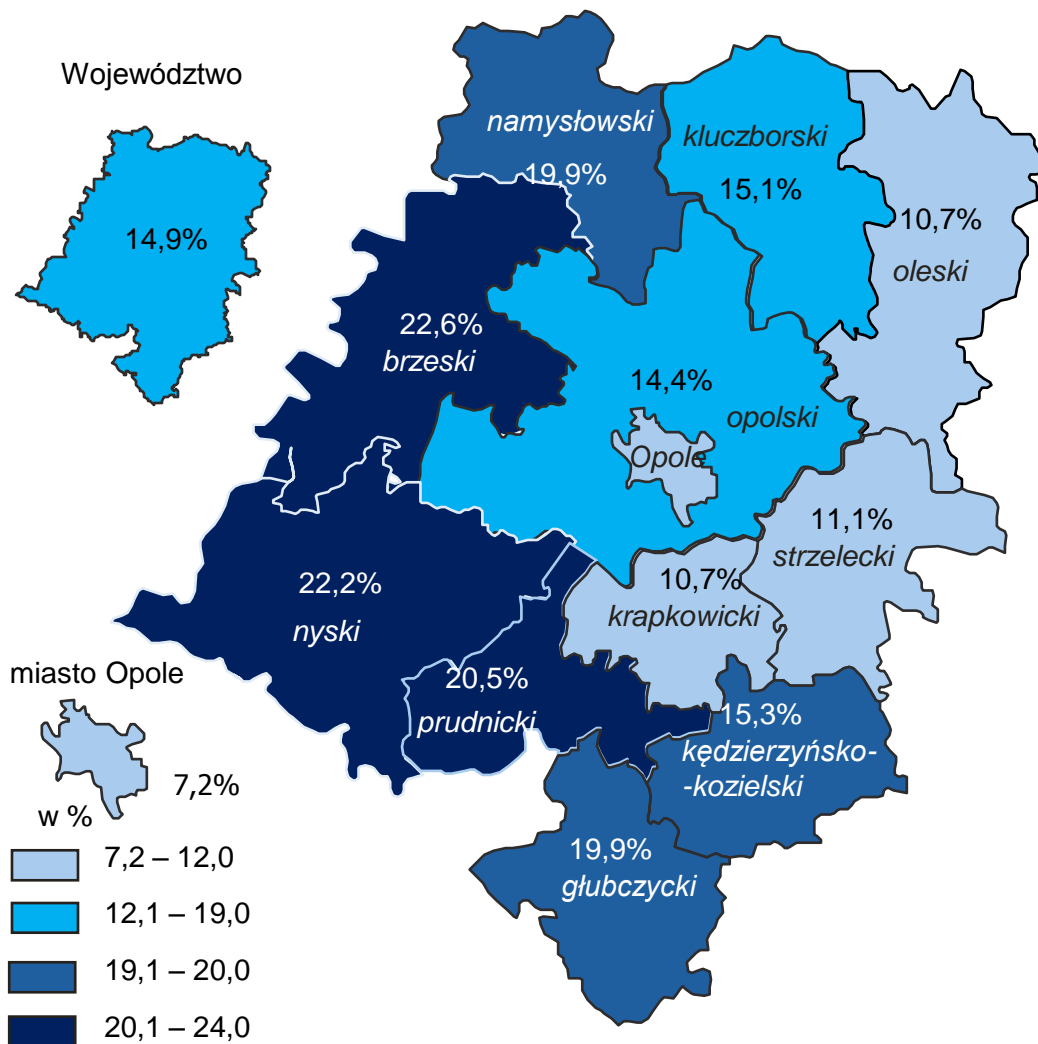 Województwo
14,9%
namysłowski
19,9%
kluczborski
15,1%
10,7%
oleski
22,6%
brzeski
14,4%
opolski
Opole
11,1%
strzelecki
22,2%
nyski
10,7%
krapkowicki
20,5%
prudnicki
15,3%
kędzierzyńsko-
-kozielski
19,9%
głubczycki
miasto Opole
7,2%
w %
7,2 – 12,0
12,1 – 19,0
19,1 – 20,0
20,1 – 24,0